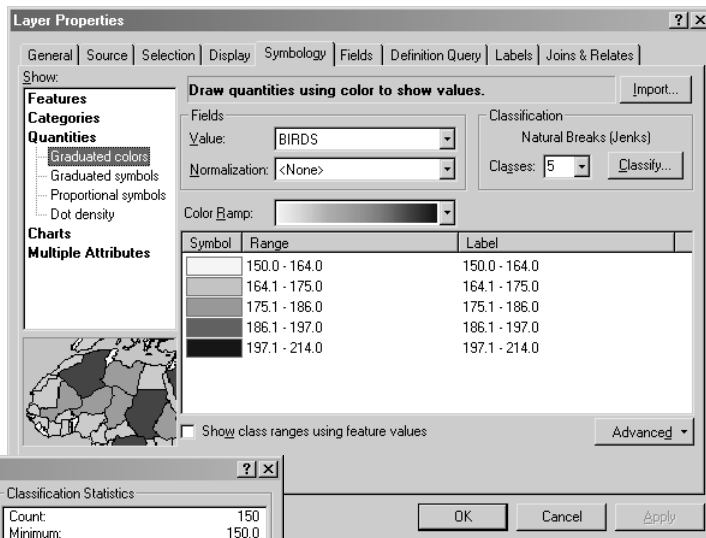 Layer Properties
General Source Selection Display Symbology Fields Definition Query Labels Joins & Relates
Show:
Features
Categories
Quantities
Graduated colors
Graduated symbols
Proportional symbols
Dot density
Charts
Multiple Attributes
Draw quantities using color to show values.
Import...
Fields
Value: BIRDS
Normalization: <None>
Classification
Natural Breaks (Jenks)
Classes: 5 Classify...
Color Ramp:
Symbol Range Label
150.0 - 164.0 150.0 - 164.0
164.1 - 175.0 164.1 - 175.0
175.1 - 186.0 175.1 - 186.0
186.1 - 197.0 186.1 - 197.0
197.1 - 214.0 197.1 - 214.0
Show class ranges using feature values
Advanced
Classification Statistics
Count: 150
Minimum: 150.0
OK Cancel Apply